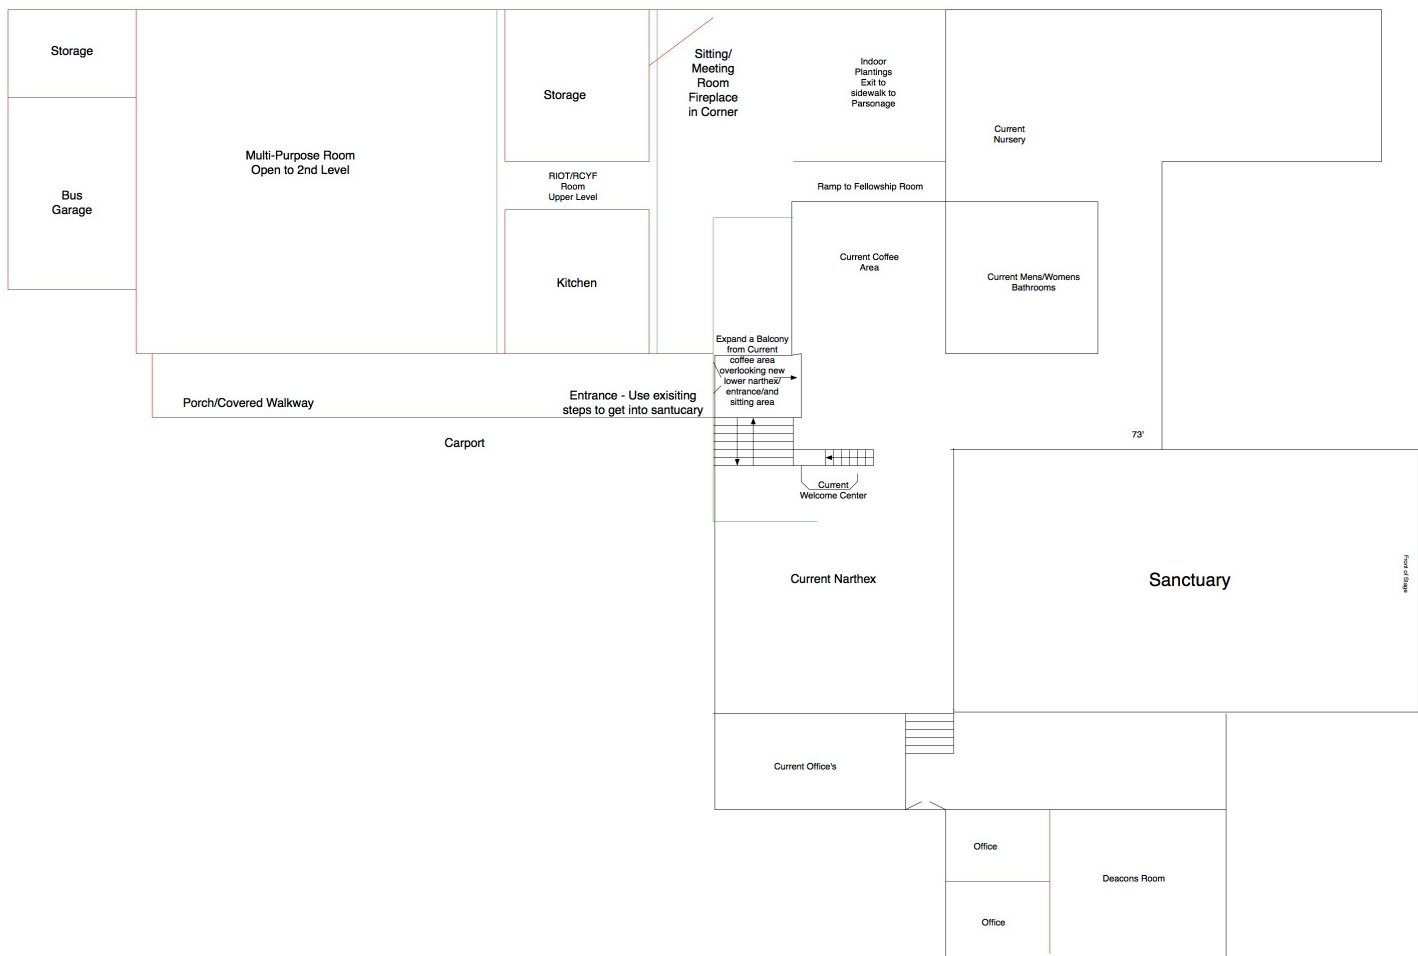 Storage
Bus
Garage
Multi-Purpose Room
Open to 2nd Level
Storage
RIOT/RCYF
Room
Upper Level
Kitchen
Sitting/
Meeting
Room
Fireplace
in Corner
Indoor
Plantings
Exit to
sidewalk to
Parsonage
Current
Nursery
Ramp to Fellowship Room
Current Coffee
Area
Current Mens/Womens
Bathrooms
Expand a Balcony
from Current
coffee area
overlooking new
lower narthex/
entrance/and
sitting area
Porch/Covered Walkway
Entrance - Use exisiting
steps to get into santucary
Carport
73'
Current
Welcome Center
Current Narthex
Sanctuary
Front of Stage
Current Office's
Office
Deacons Room
Office